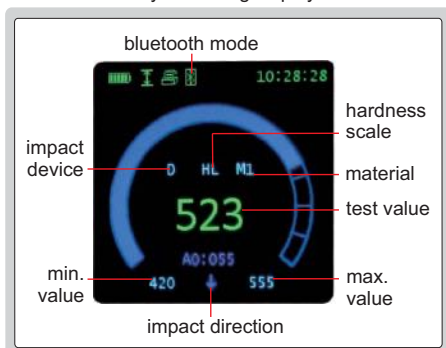 bluetooth mode
10:28:28
hardness
scale
impact
device
D HL M1
material
523
test value
AO:055
min.
value
420
555
max.
value
impact direction